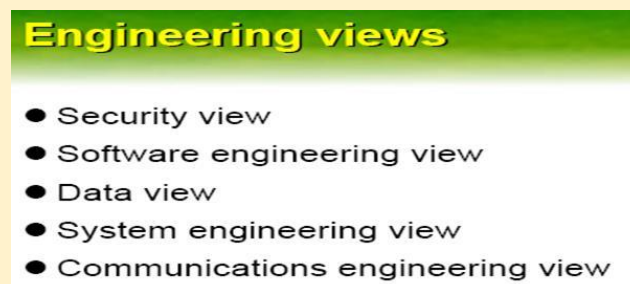 Engineering views
● Security view
● Software engineering view
● Data view
● System engineering view
● Communications engineering view